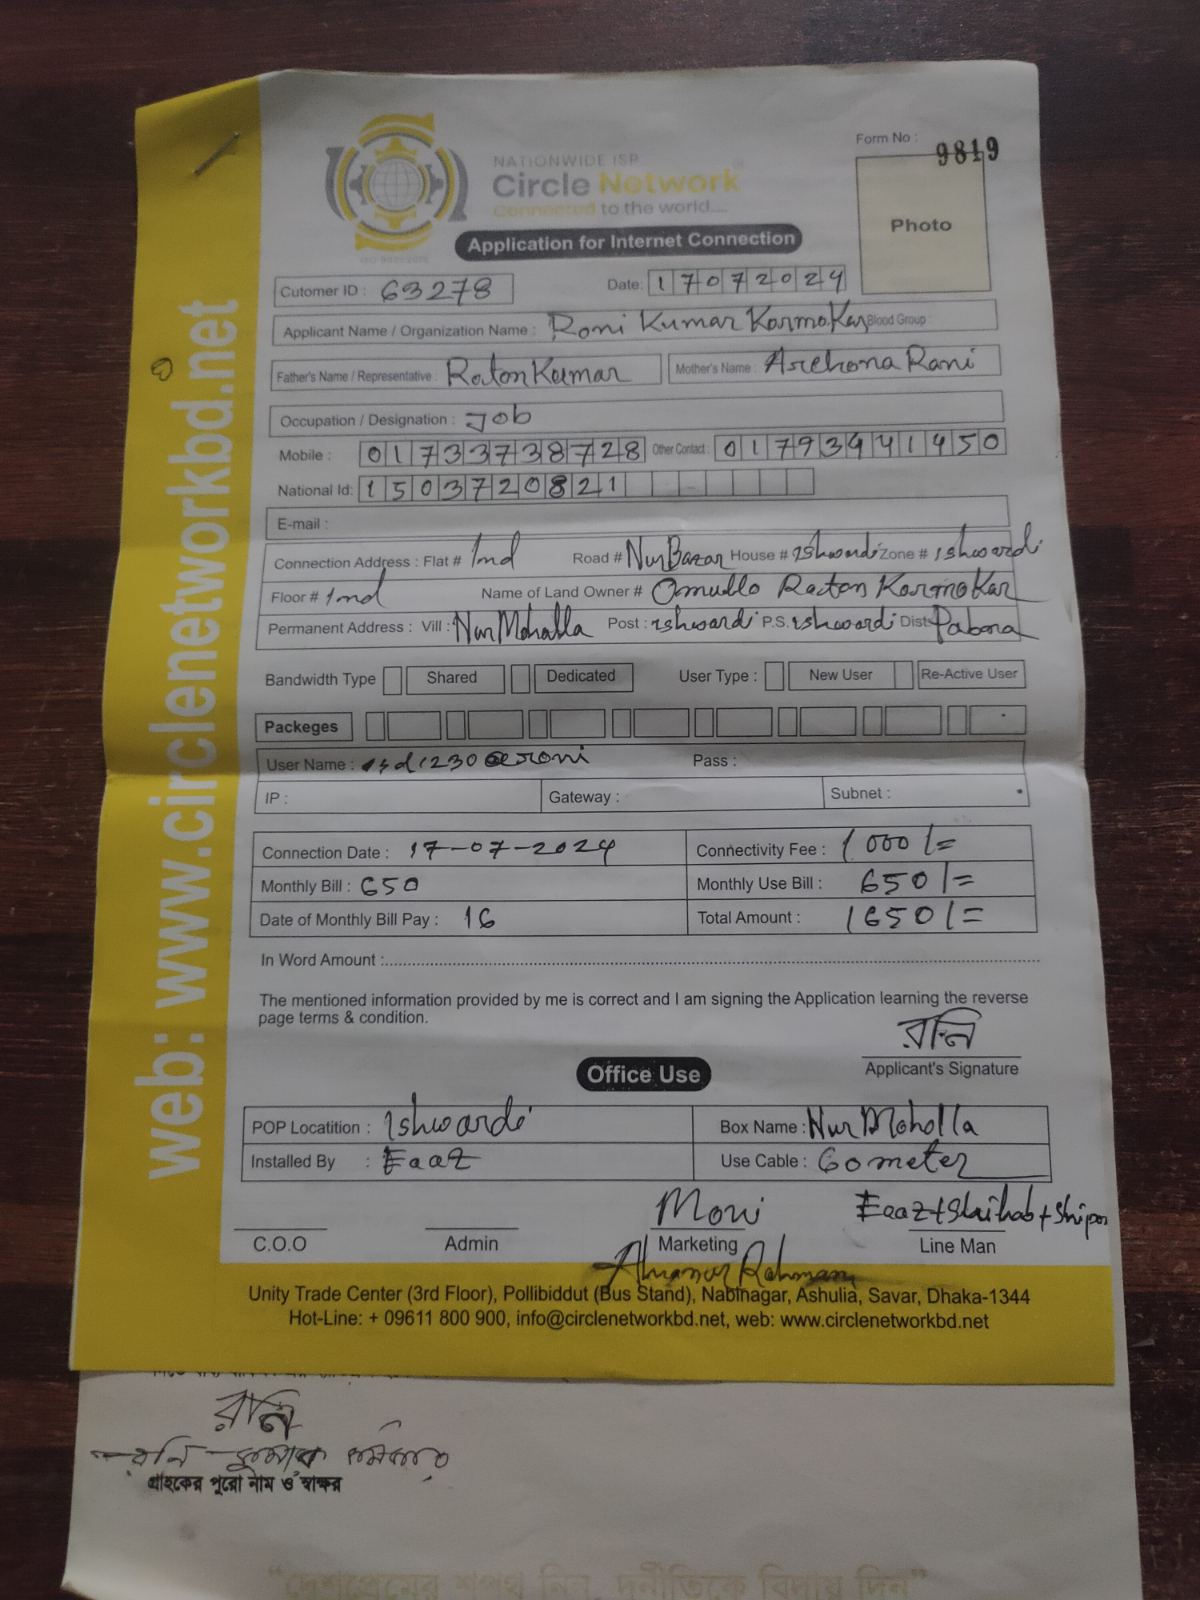 Form No : 9819
NATIONWIDE ISP
Circle Network
Connected to the world....
Photo
Application for Internet Connection
Cutomer ID : 63278 Date: 17072024
Applicant Name / Organization Name : Roni Kumar Karmokar Blood Group :
Father's Name / Representative : Raton Kumar Mother's Name : Archona Rani
Occupation / Designation : Job
Mobile : 01733738728 Other Contact : 01793441450
National Id: 1503720821
E-mail :
Connection Address : Flat # 1nd Road # Nur Bazar House # Ishwardi Zone # Ishwardi
Floor # 1nd Name of Land Owner # Omullo Raton Karmokar
Permanent Address : Vill : Nur Mohalla Post : Ishwardi P.S. Ishwardi Dist: Pabna
Bandwidth Type Shared Dedicated User Type : New User Re-Active User
Packeges
User Name : Pass :
IP : Gateway : Subnet :
Connection Date : 17-07-2024 Connectivity Fee : 1000/=
Monthly Bill : 650 Monthly Use Bill : 650/=
Date of Monthly Bill Pay : 16 Total Amount : 1650/=
In Word Amount :
The mentioned information provided by me is correct and I am signing the Application learning the reverse
page terms & condition.
রনি
Applicant's Signature
Office Use
POP Locatition : Ishwardi Box Name : Nur Moholla
Installed By : Eaaz Use Cable : 60 meter
Moni Eaaz+Shihab+Shipon
C.O.O Admin Marketing Line Man
Rahman
Unity Trade Center (3rd Floor), Pollibiddut (Bus Stand), Nabinagar, Ashulia, Savar, Dhaka-1344
Hot-Line: + 09611 800 900, info@circlenetworkbd.net, web: www.circlenetworkbd.net
web: www.circlenetworkbd.net
রনি
রনি কুমার কর্মকার
গ্রাহকের পুরো নাম ও স্বাক্ষর
"দেশপ্রেমের শপথ নিন, দুর্নীতিকে বিদায় দিন"